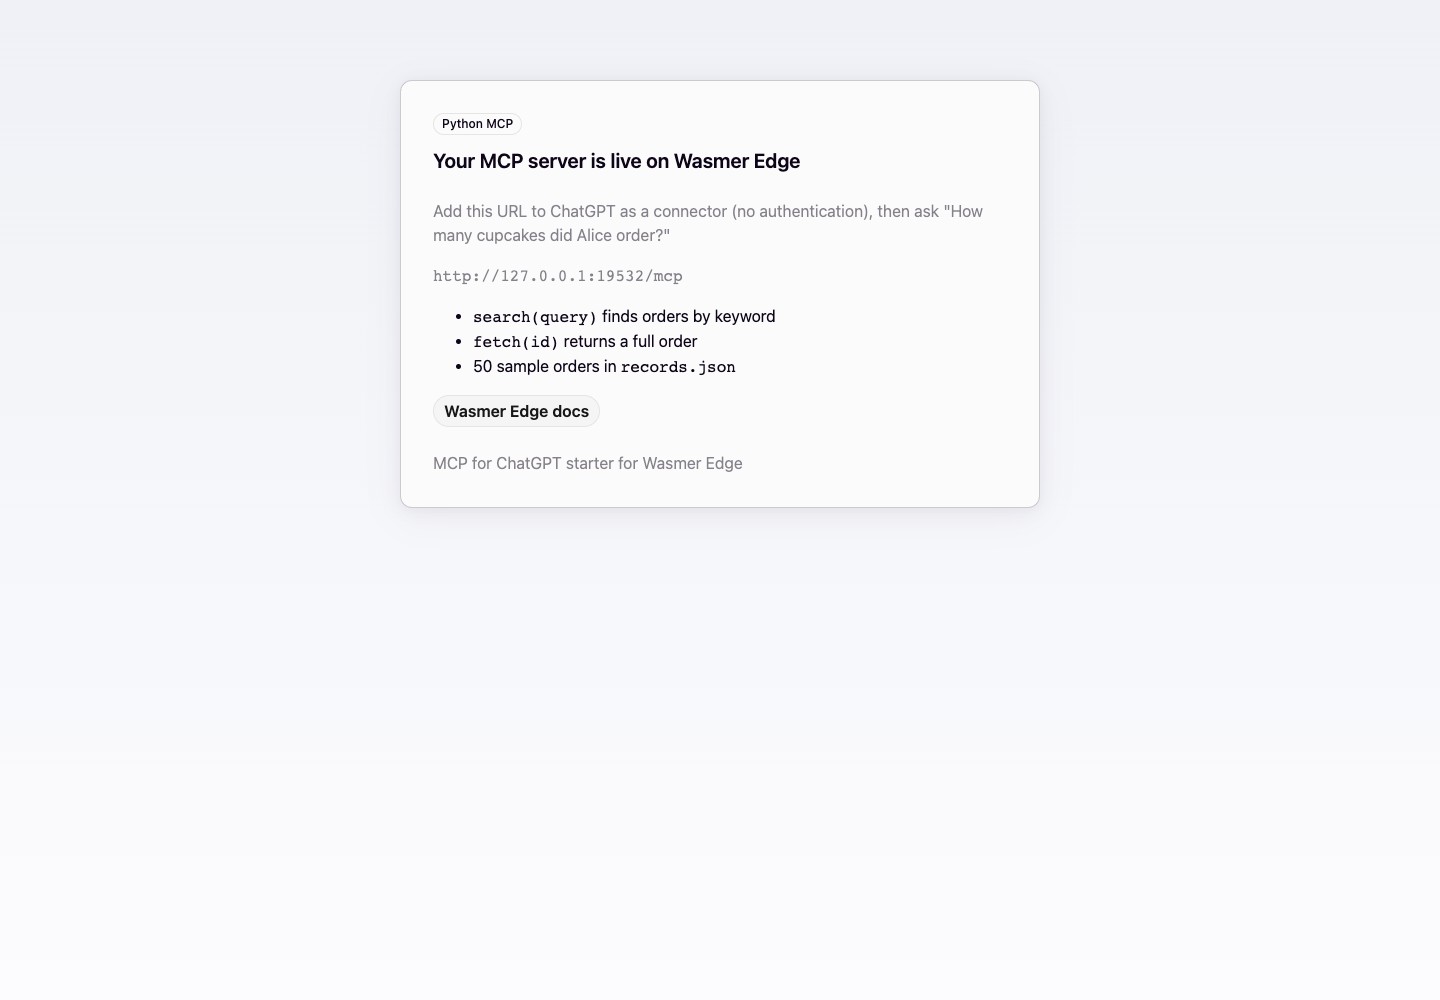 Python MCP
Your MCP server is live on Wasmer Edge
Add this URL to ChatGPT as a connector (no authentication), then ask "How
many cupcakes did Alice order?"
http://127.0.0.1:19532/mcp
• search(query) finds orders by keyword
• fetch(id) returns a full order
• 50 sample orders in records.json
Wasmer Edge docs
MCP for ChatGPT starter for Wasmer Edge